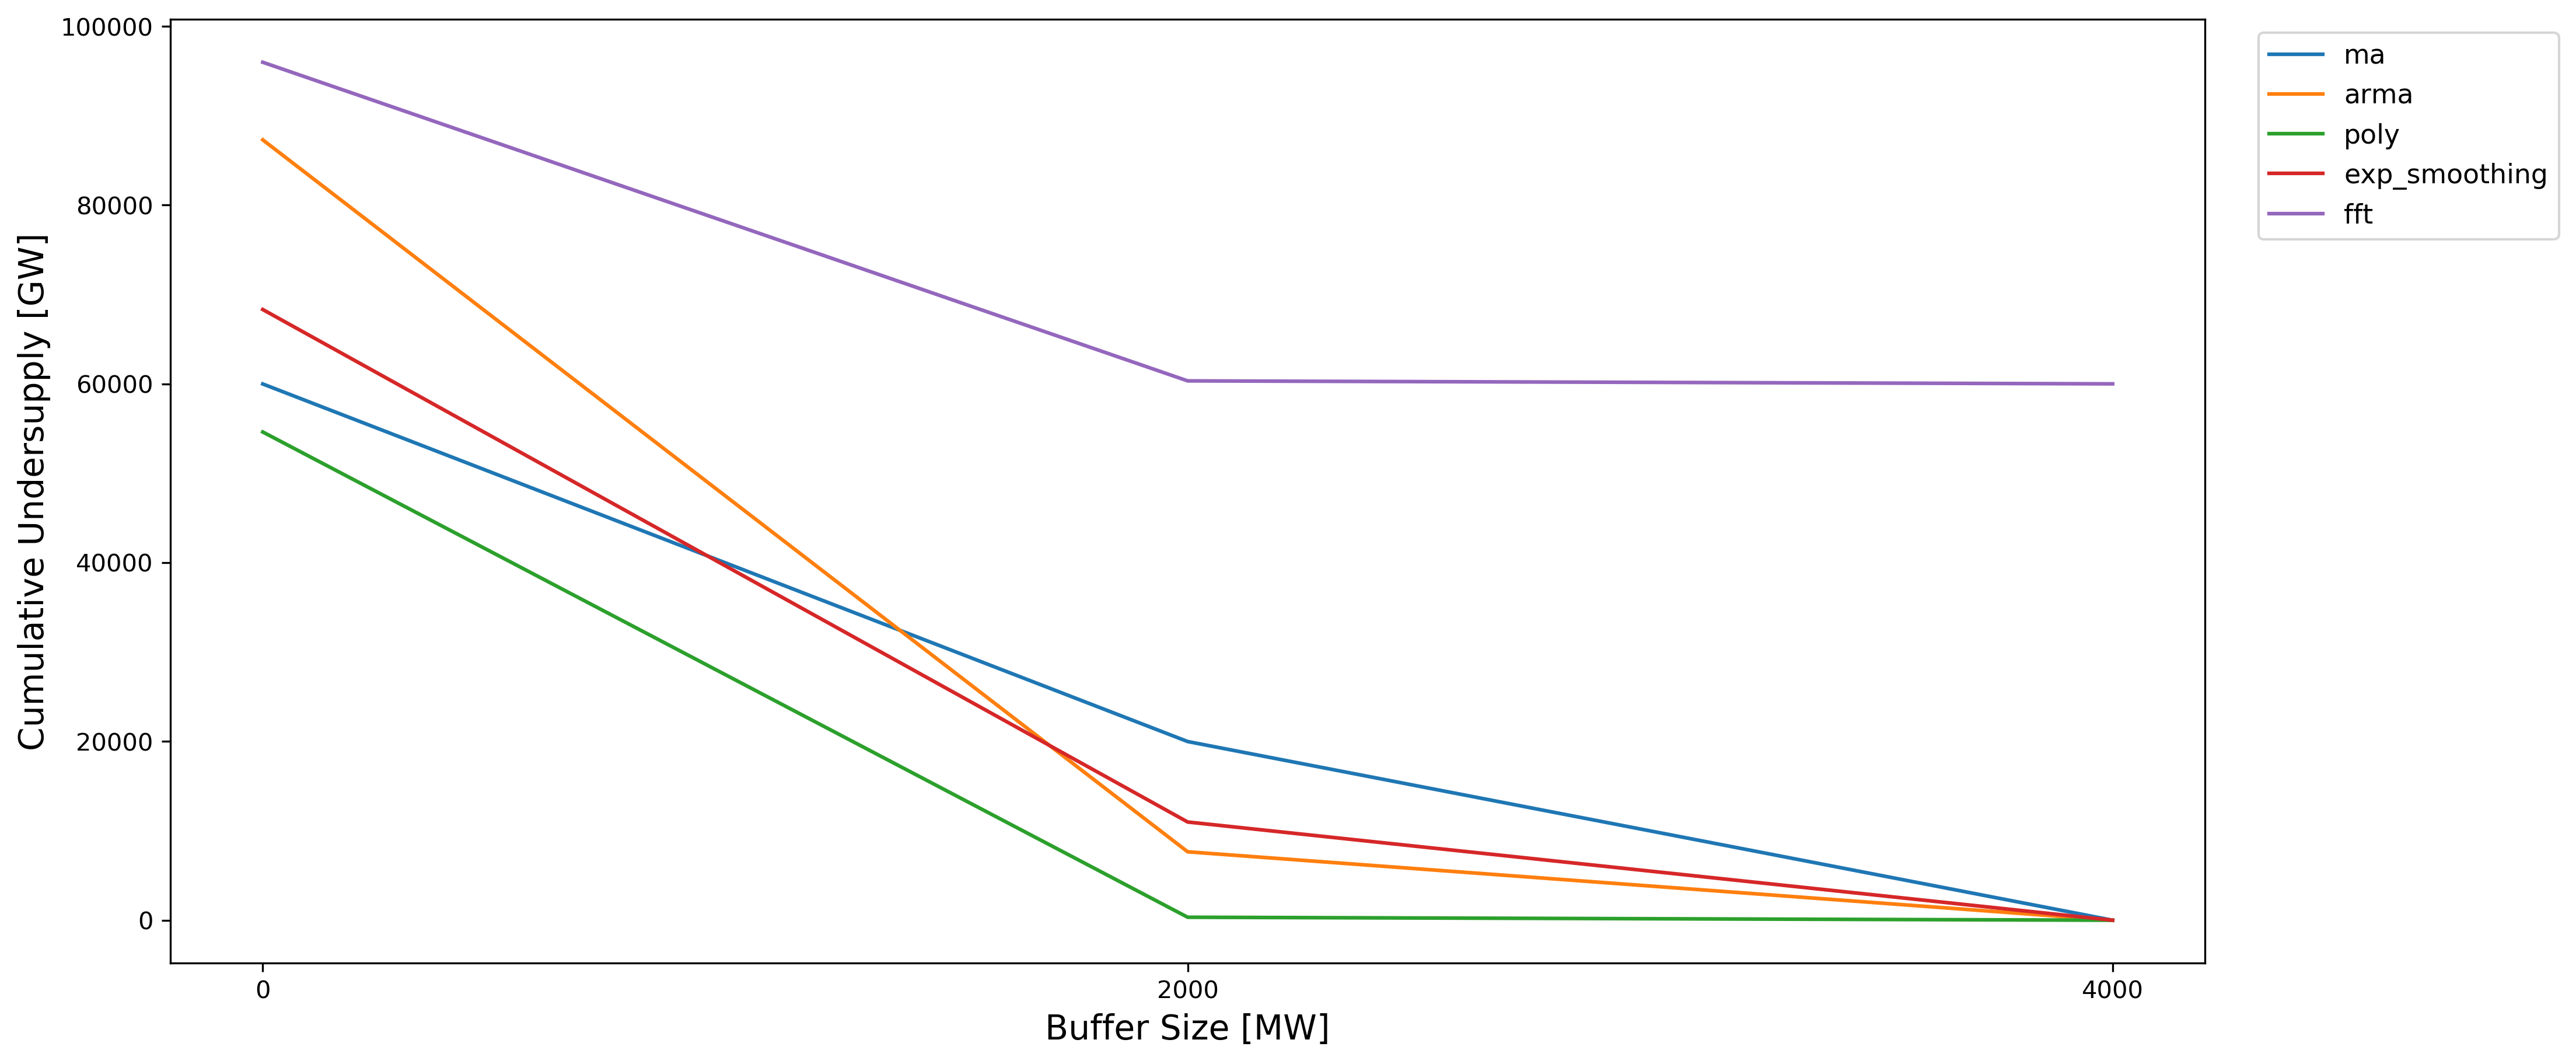 100000
80000
60000
40000
20000
0
Cumulative Undersupply [GW]
0
2000
4000
Buffer Size [MW]
ma
arma
poly
exp_smoothing
fft